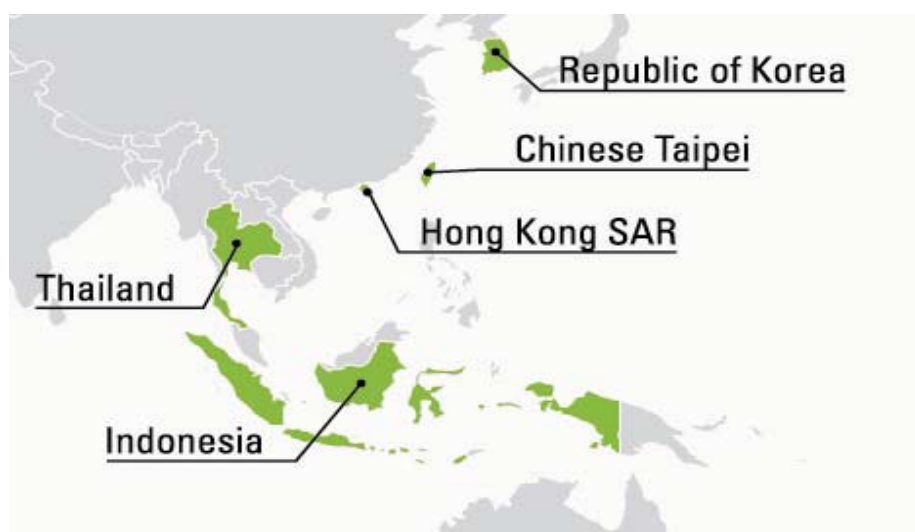 Republic of Korea
Chinese Taipei
Hong Kong SAR
Thailand
Indonesia